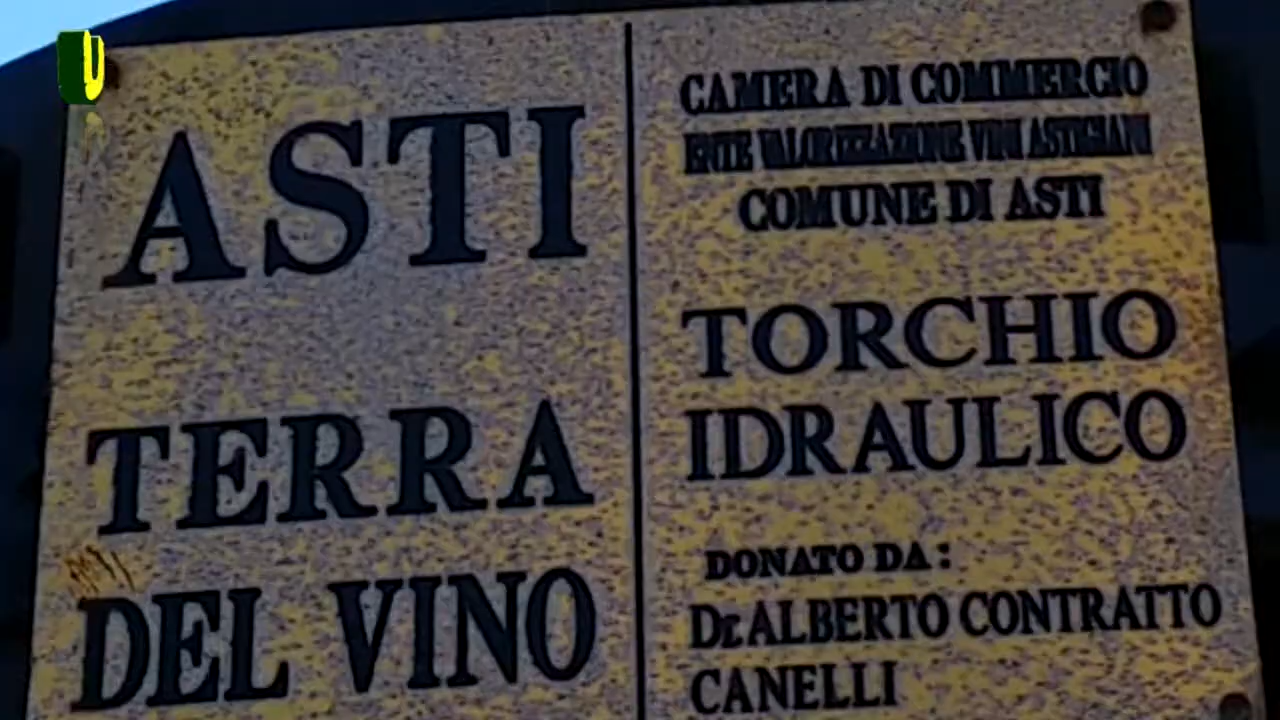 ASTI
TERRA
DEL VINO
CAMERA DI COMMERCIO
ENTE VALORIZZAZIONE VINI ASTIGIANI
COMUNE DI ASTI
TORCHIO
IDRAULICO
DONATO DA:
Dr. ALBERTO CONTRATTO
CANELLI